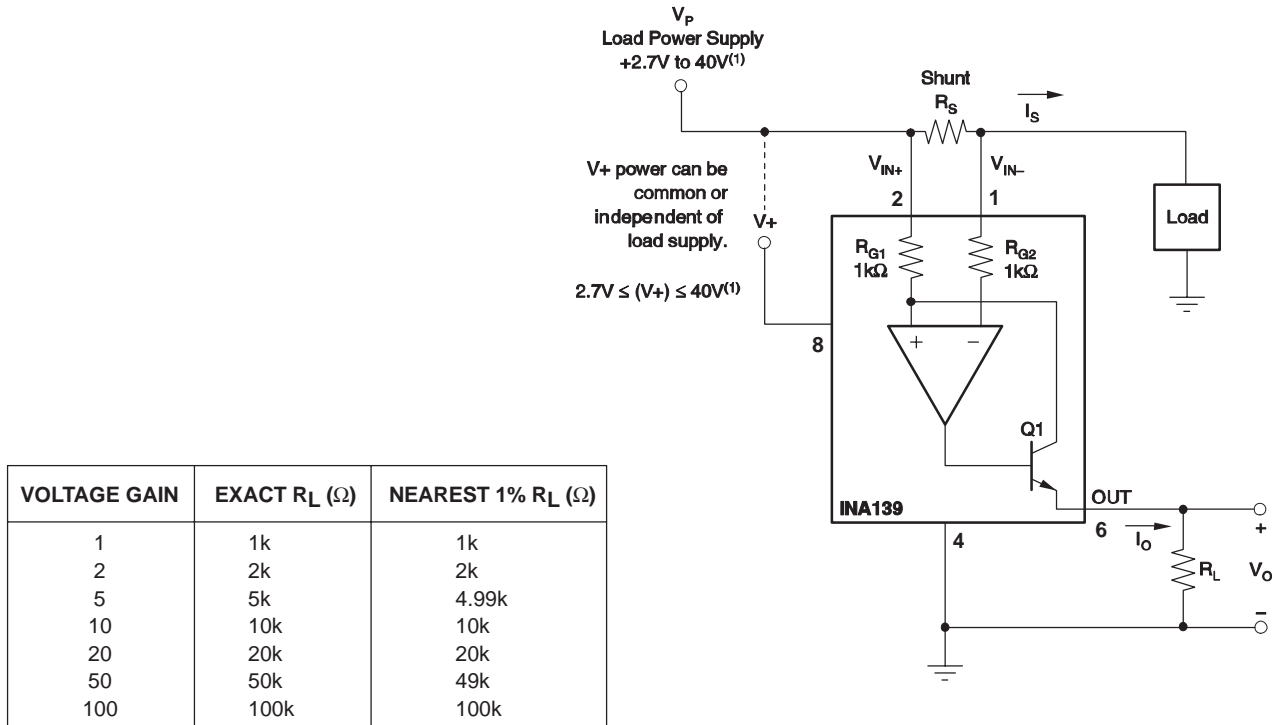 V_P
Load Power Supply
+2.7V to 40V(1)
Shunt
R_S
I_S
V+ power can be
common or
independent of
load supply.
V+
2.7V ≤ (V+) ≤ 40V(1)
V_IN+
V_IN–
2
1
Load
R_G1
1kΩ
R_G2
1kΩ
+
–
8
Q1
INA139
OUT
4
6
I_O
R_L
+
V_O
–
VOLTAGE GAIN EXACT R_L (Ω) NEAREST 1% R_L (Ω)
1 1k 1k
2 2k 2k
5 5k 4.99k
10 10k 10k
20 20k 20k
50 50k 49k
100 100k 100k